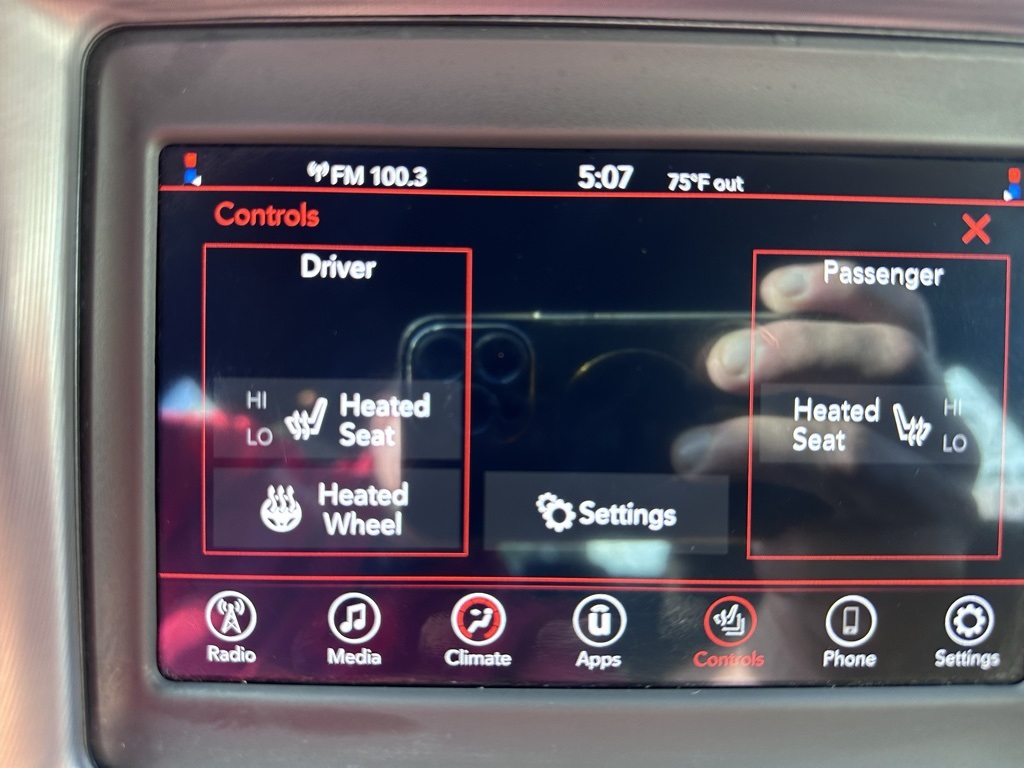 FM 100.3 5:07 75°F out
Controls
Driver
HI
LO
Heated
Seat
Heated
Wheel
Settings
Passenger
Heated
Seat
HI
LO
Radio Media Climate Apps Controls Phone Settings